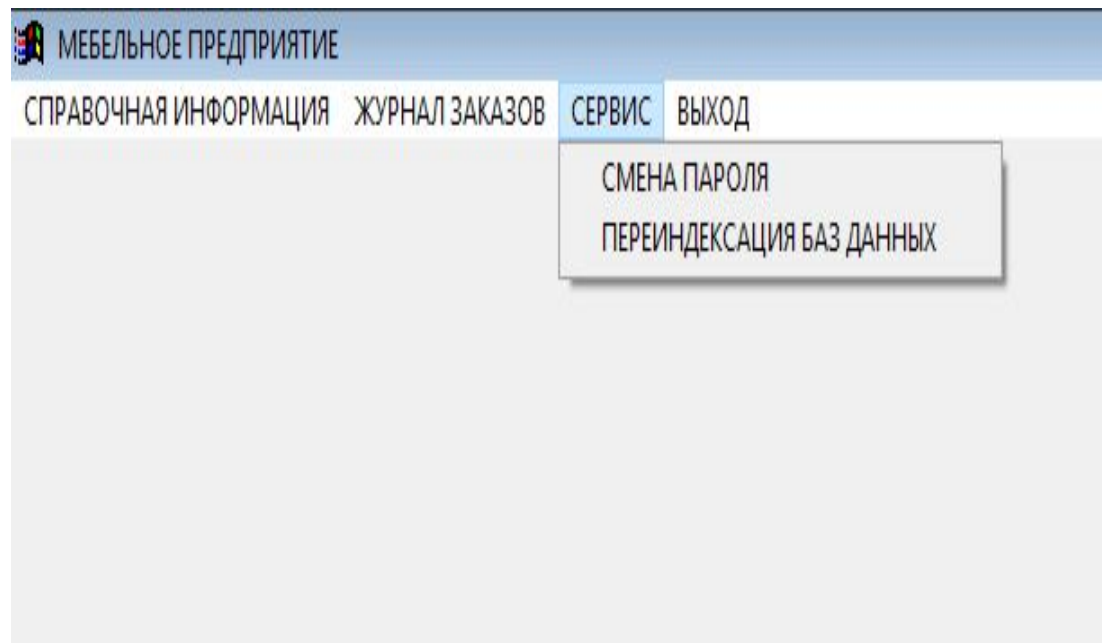 МЕБЕЛЬНОЕ ПРЕДПРИЯТИЕ
СПРАВОЧНАЯ ИНФОРМАЦИЯ ЖУРНАЛ ЗАКАЗОВ СЕРВИС ВЫХОД
СМЕНА ПАРОЛЯ
ПЕРЕИНДЕКСАЦИЯ БАЗ ДАННЫХ